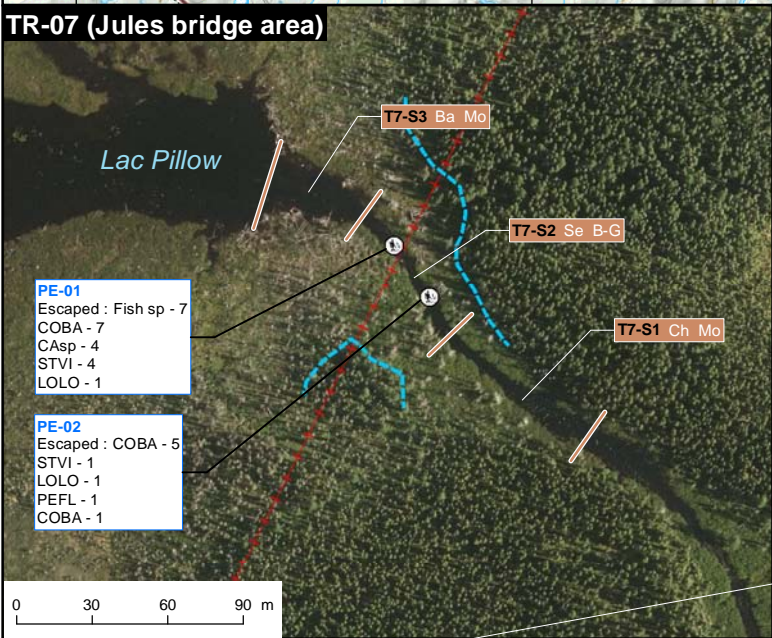 TR-07 (Jules bridge area)
T7-S3 Ba Mo
Lac Pillow
T7-S2 Se B-G
PE-01
Escaped : Fish sp - 7
COBA - 7
CAsp - 4
STVI - 4
LOLO - 1
T7-S1 Ch Mo
PE-02
Escaped : COBA - 5
STVI - 1
LOLO - 1
PEFL - 1
COBA - 1
0 30 60 90 m